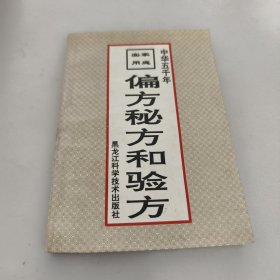 中华五千年
家庭实用
偏方秘方和验方
黑龙江科学技术出版社